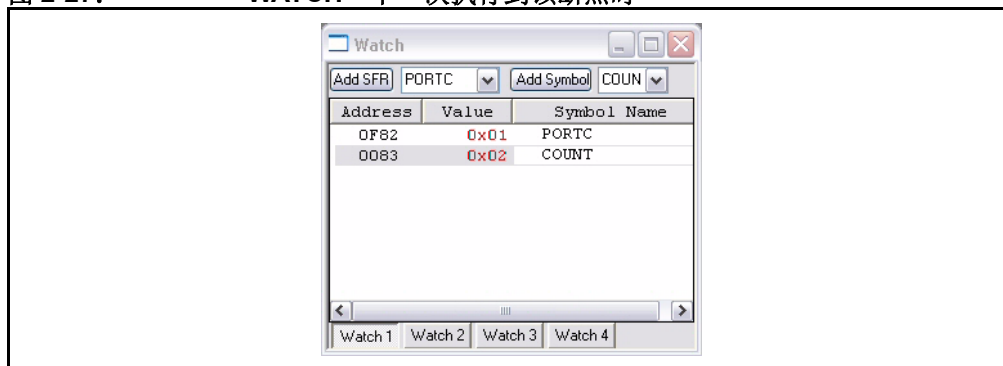 WATCH
Watch
Add SFR PORTC Add Symbol COUN
Address Value Symbol Name
0F82 0x01 PORTC
0083 0x02 COUNT
Watch 1 Watch 2 Watch 3 Watch 4